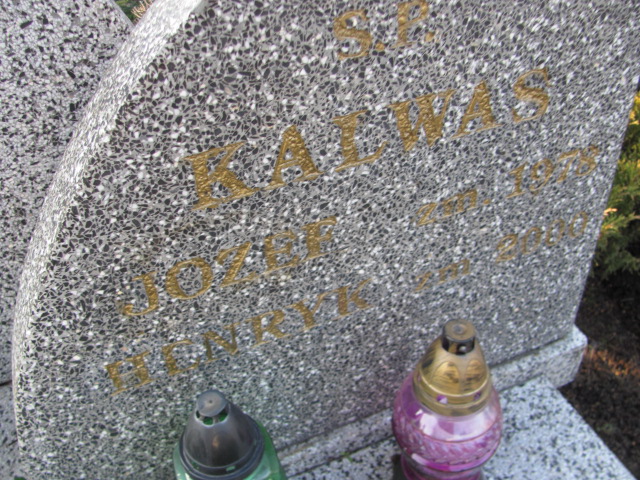 S.P.
KALWAS
JOZEF zm. 1978
HENRYK zm 2000